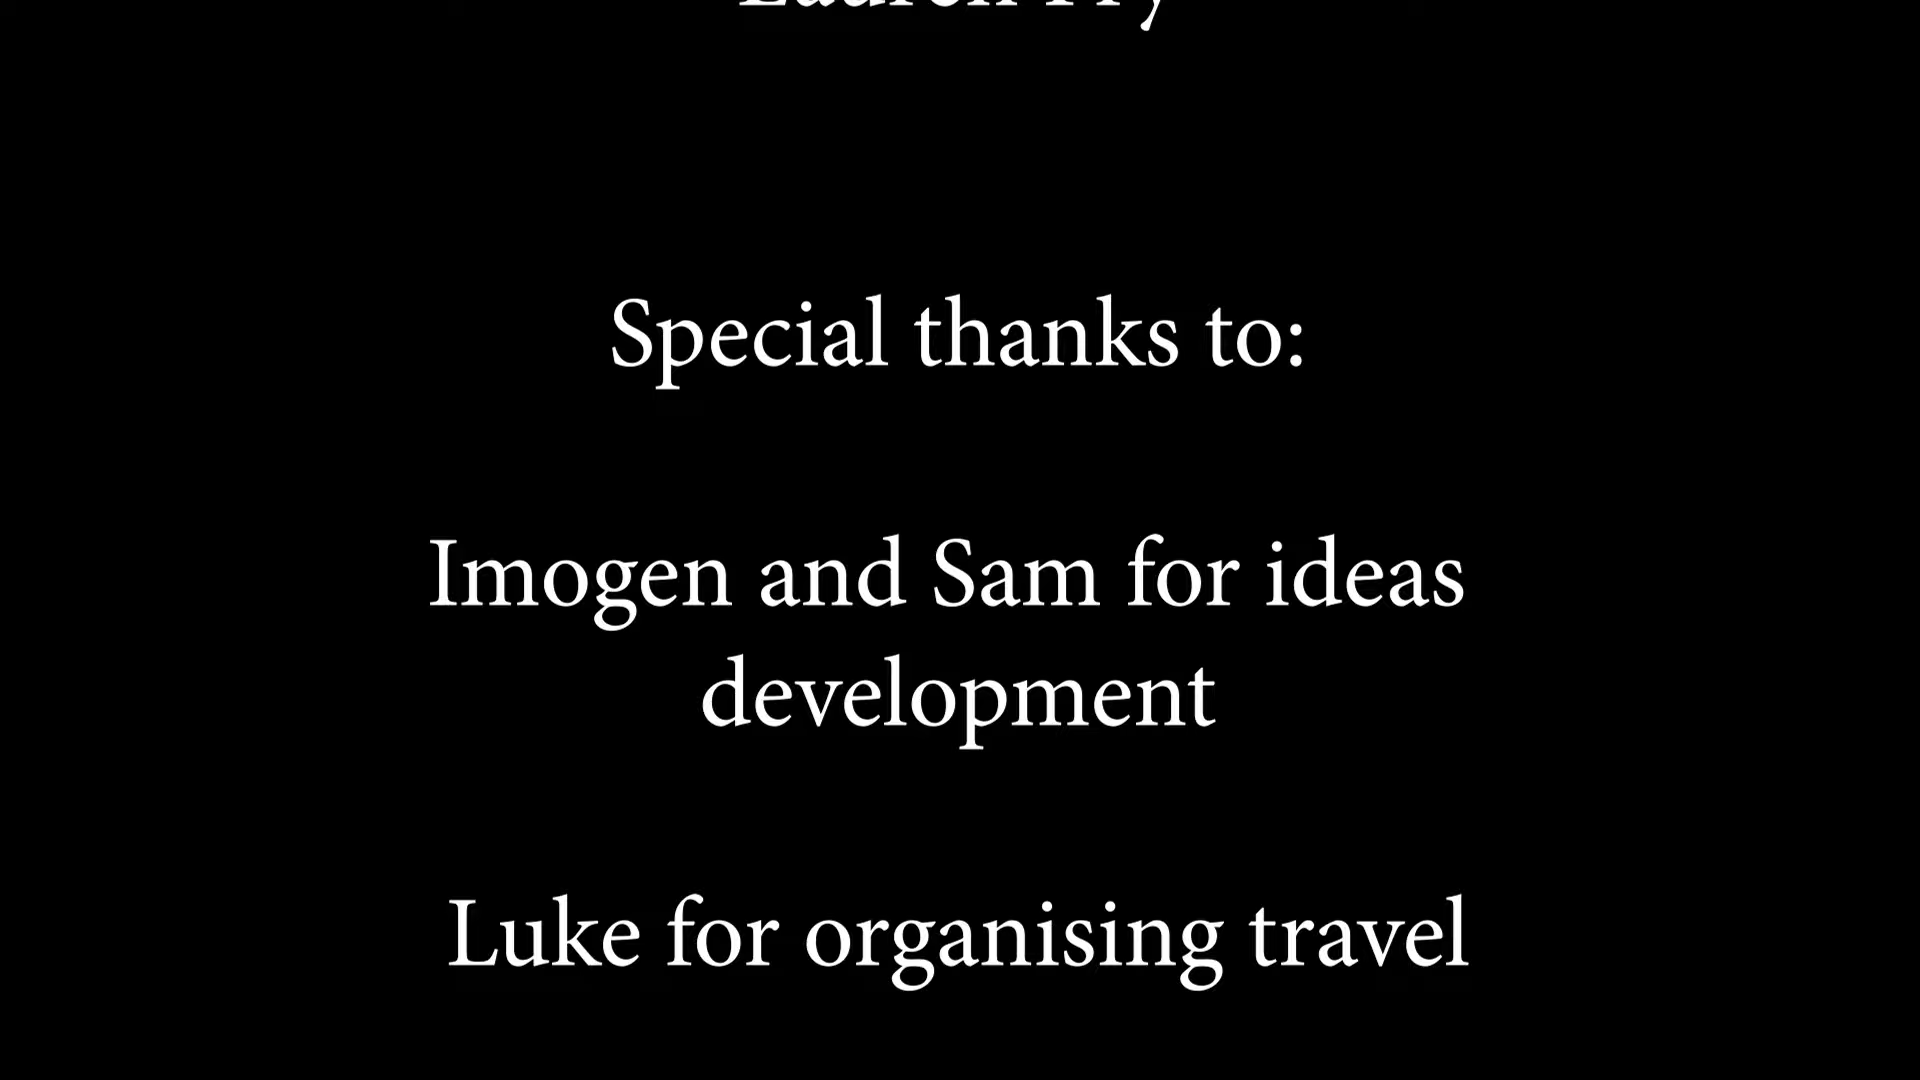 Special thanks to:
Imogen and Sam for ideas
development
Luke for organising travel